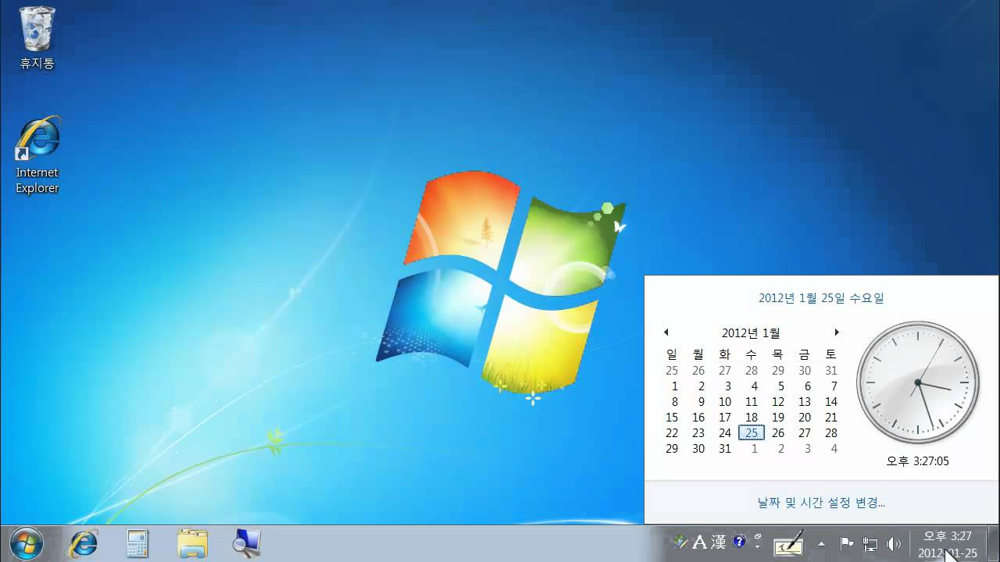 휴지통
Internet
Explorer
2012년 1월 25일 수요일
2012년 1월
일 월 화 수 목 금 토
25 26 27 28 29 30 31
1 2 3 4 5 6 7
8 9 10 11 12 13 14
15 16 17 18 19 20 21
22 23 24 25 26 27 28
29 30 31 1 2 3 4
오후 3:27:05
날짜 및 시간 설정 변경...
A 漢 ?
오후 3:27
2012-01-25